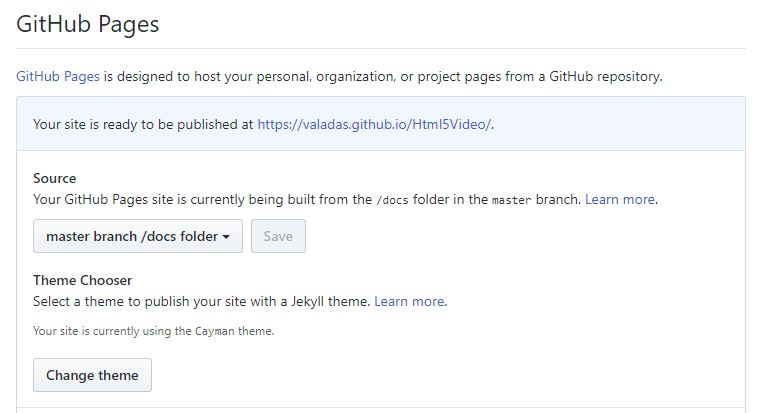 GitHub Pages
GitHub Pages is designed to host your personal, organization, or project pages from a GitHub repository.
Your site is ready to be published at https://valadas.github.io/Html5Video/.
Source
Your GitHub Pages site is currently being built from the /docs folder in the master branch. Learn more.
master branch /docs folder Save
Theme Chooser
Select a theme to publish your site with a Jekyll theme. Learn more.
Your site is currently using the Cayman theme.
Change theme